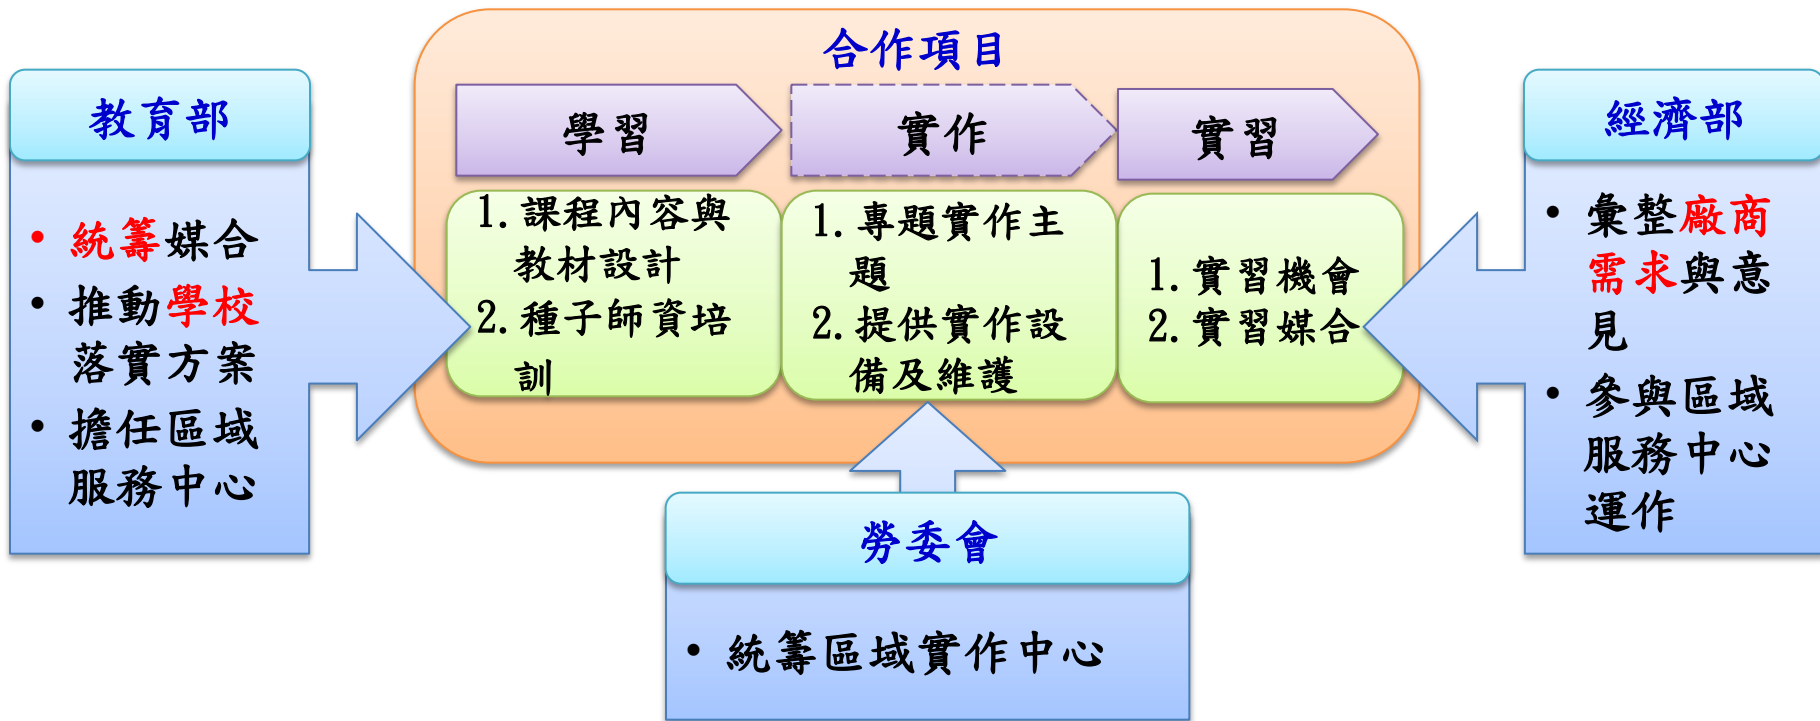 合作項目
教育部
• 統籌媒合
• 推動學校
落實方案
• 擔任區域
服務中心
學習
1. 課程內容與
教材設計
2. 種子師資培
訓
實作
1. 專題實作主
題
2. 提供實作設
備及維護
實習
1. 實習機會
2. 實習媒合
經濟部
• 彙整廠商
需求與意
見
• 參與區域
服務中心
運作
勞委會
• 統籌區域實作中心